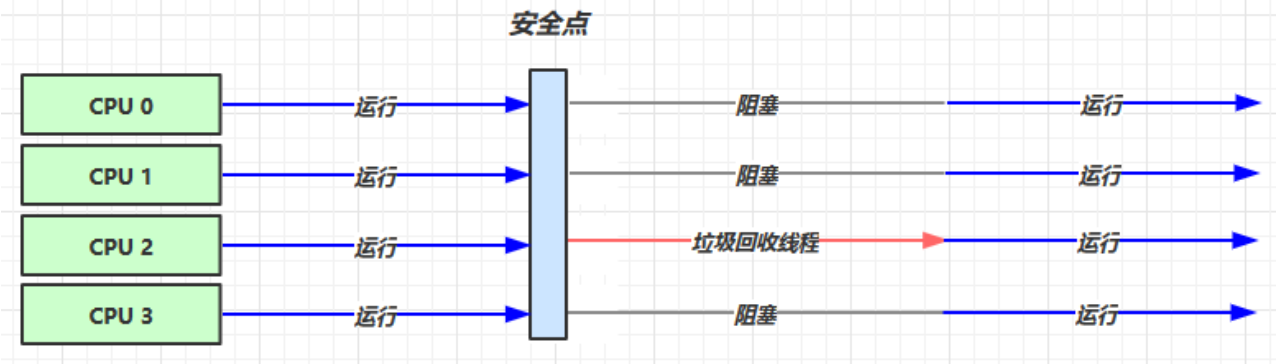 安全点
CPU 0 运行 阻塞 运行
CPU 1 运行 阻塞 运行
CPU 2 运行 垃圾回收线程 运行
CPU 3 运行 阻塞 运行